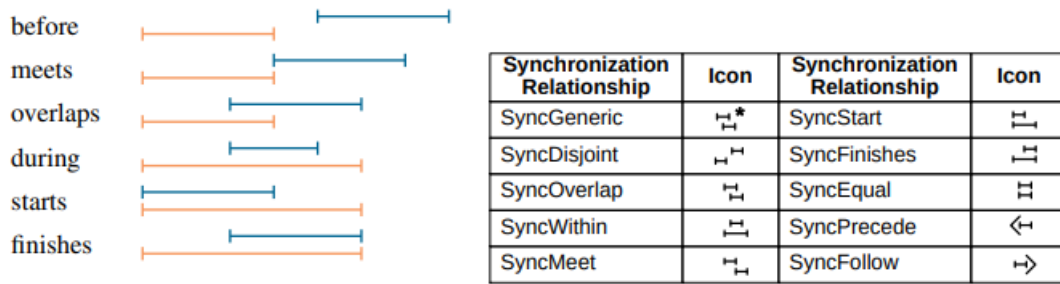 before
meets
overlaps
during
starts
finishes
Synchronization Relationship Icon Synchronization Relationship Icon
SyncGeneric * SyncStart
SyncDisjoint SyncFinishes
SyncOverlap SyncEqual
SyncWithin SyncPrecede
SyncMeet SyncFollow